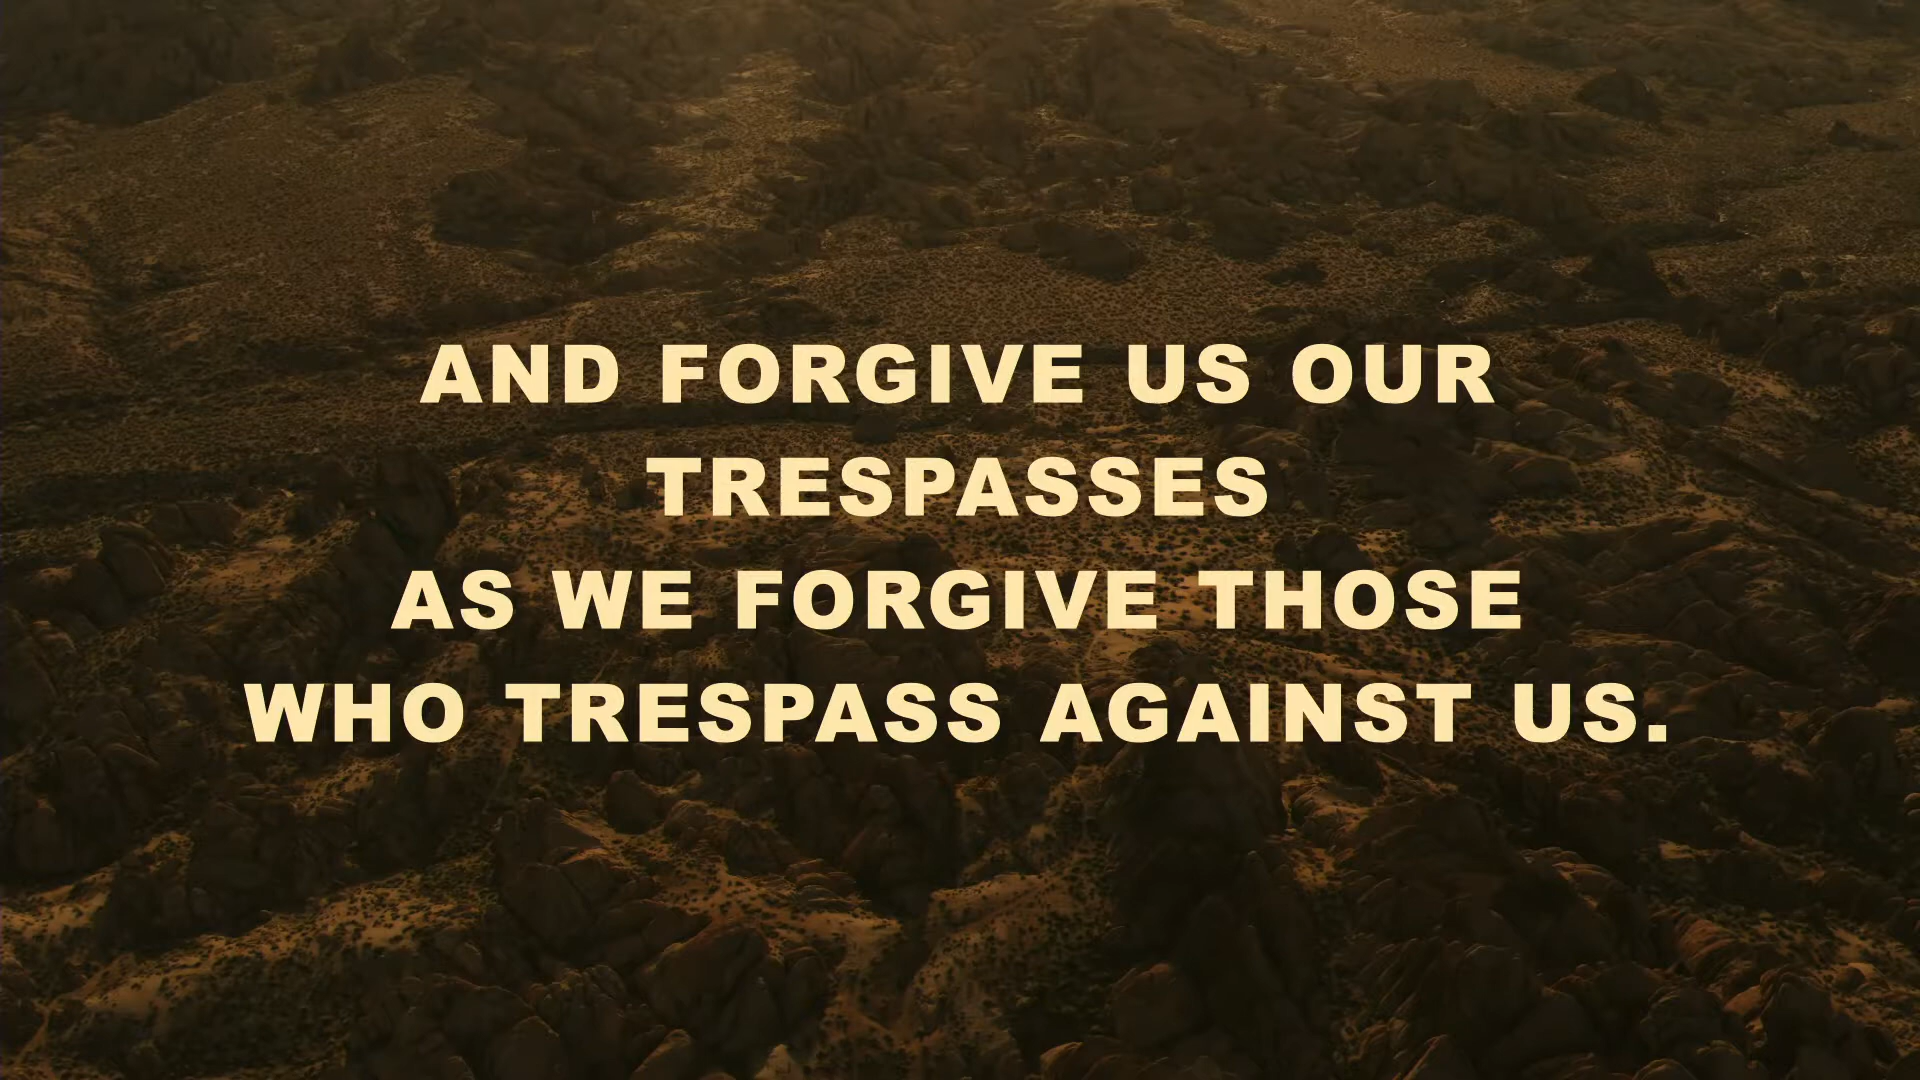 AND FORGIVE US OUR
TRESPASSES
AS WE FORGIVE THOSE
WHO TRESPASS AGAINST US.